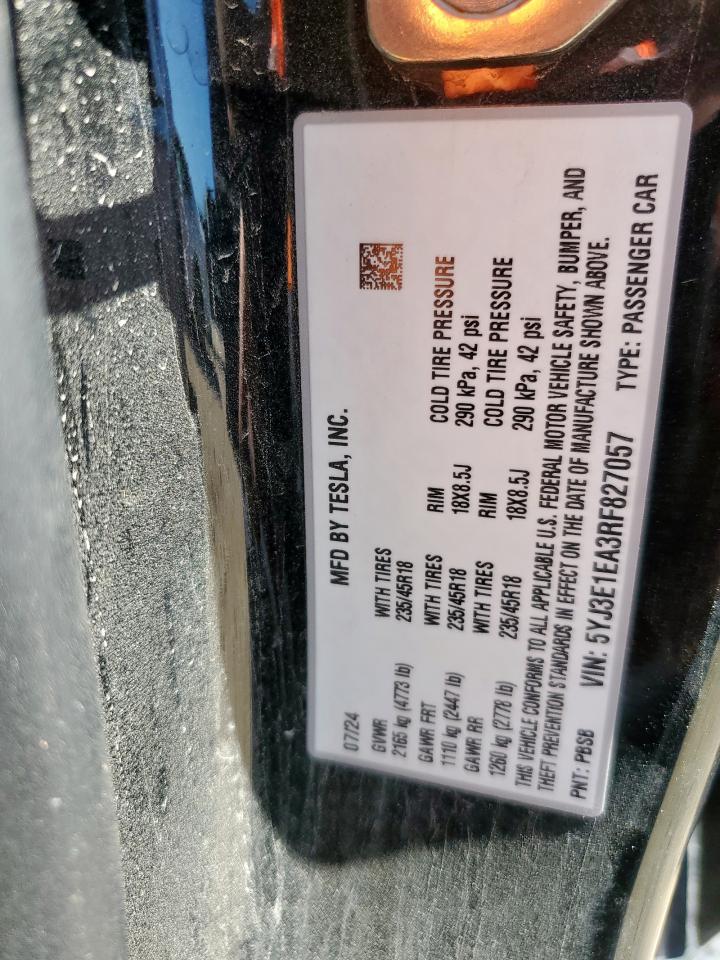 MFD BY TESLA, INC.
07/24
GVWR WITH TIRES
2165 kg (4773 lb) 235/45R18
GAWR FRT WITH TIRES RIM COLD TIRE PRESSURE
1110 kg (2447 lb) 235/45R18 18X8.5J 290 kPa, 42 psi
GAWR RR WITH TIRES RIM COLD TIRE PRESSURE
1260 kg (2778 lb) 235/45R18 18X8.5J 290 kPa, 42 psi
THIS VEHICLE CONFORMS TO ALL APPLICABLE U.S. FEDERAL MOTOR VEHICLE SAFETY, BUMPER, AND
THEFT PREVENTION STANDARDS IN EFFECT ON THE DATE OF MANUFACTURE SHOWN ABOVE.
PNT: PBSB VIN: 5YJ3E1EA3RF827057 TYPE: PASSENGER CAR